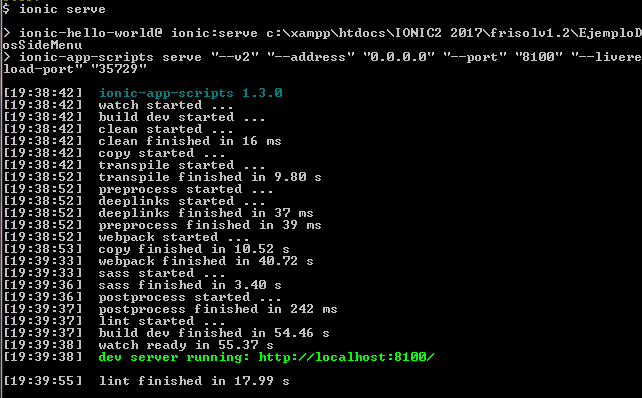 $ ionic serve
> ionic-hello-world@ ionic:serve c:\xampp\htdocs\IONIC2 2017\frisolv1.2\EjemploD
osSideMenu
> ionic-app-scripts serve "--v2" "--address" "0.0.0.0" "--port" "8100" "--livere
load-port" "35729"
[19:38:42]  ionic-app-scripts 1.3.0
[19:38:42]  watch started ...
[19:38:42]  build dev started ...
[19:38:42]  clean started ...
[19:38:42]  clean finished in 16 ms
[19:38:42]  copy started ...
[19:38:42]  transpile started ...
[19:38:52]  transpile finished in 9.80 s
[19:38:52]  preprocess started ...
[19:38:52]  deeplinks started ...
[19:38:52]  deeplinks finished in 37 ms
[19:38:52]  preprocess finished in 39 ms
[19:38:52]  webpack started ...
[19:38:53]  copy finished in 10.52 s
[19:39:33]  webpack finished in 40.72 s
[19:39:33]  sass started ...
[19:39:36]  sass finished in 3.40 s
[19:39:36]  postprocess started ...
[19:39:37]  postprocess finished in 242 ms
[19:39:37]  lint started ...
[19:39:37]  build dev finished in 54.46 s
[19:39:38]  watch ready in 55.37 s
[19:39:38]  dev server running: http://localhost:8100/
[19:39:55]  lint finished in 17.99 s